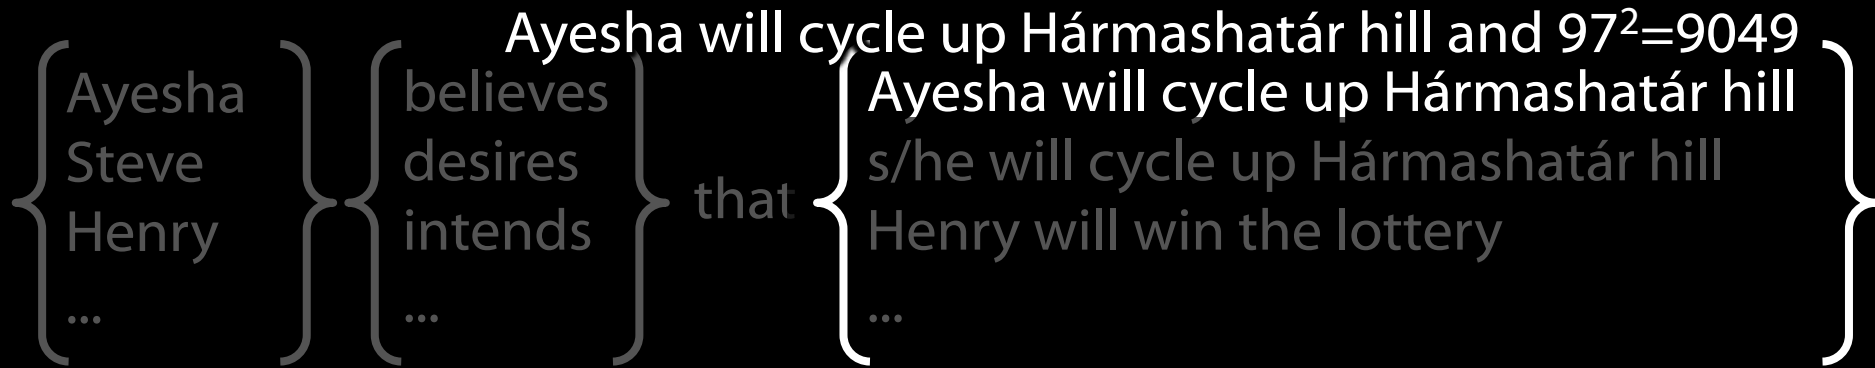 Ayesha will cycle up Hármashatár hill and 97²=9049
Ayesha believes Ayesha will cycle up Hármashatár hill
Steve desires s/he will cycle up Hármashatár hill
that
Henry intends Henry will win the lottery
... ... ...